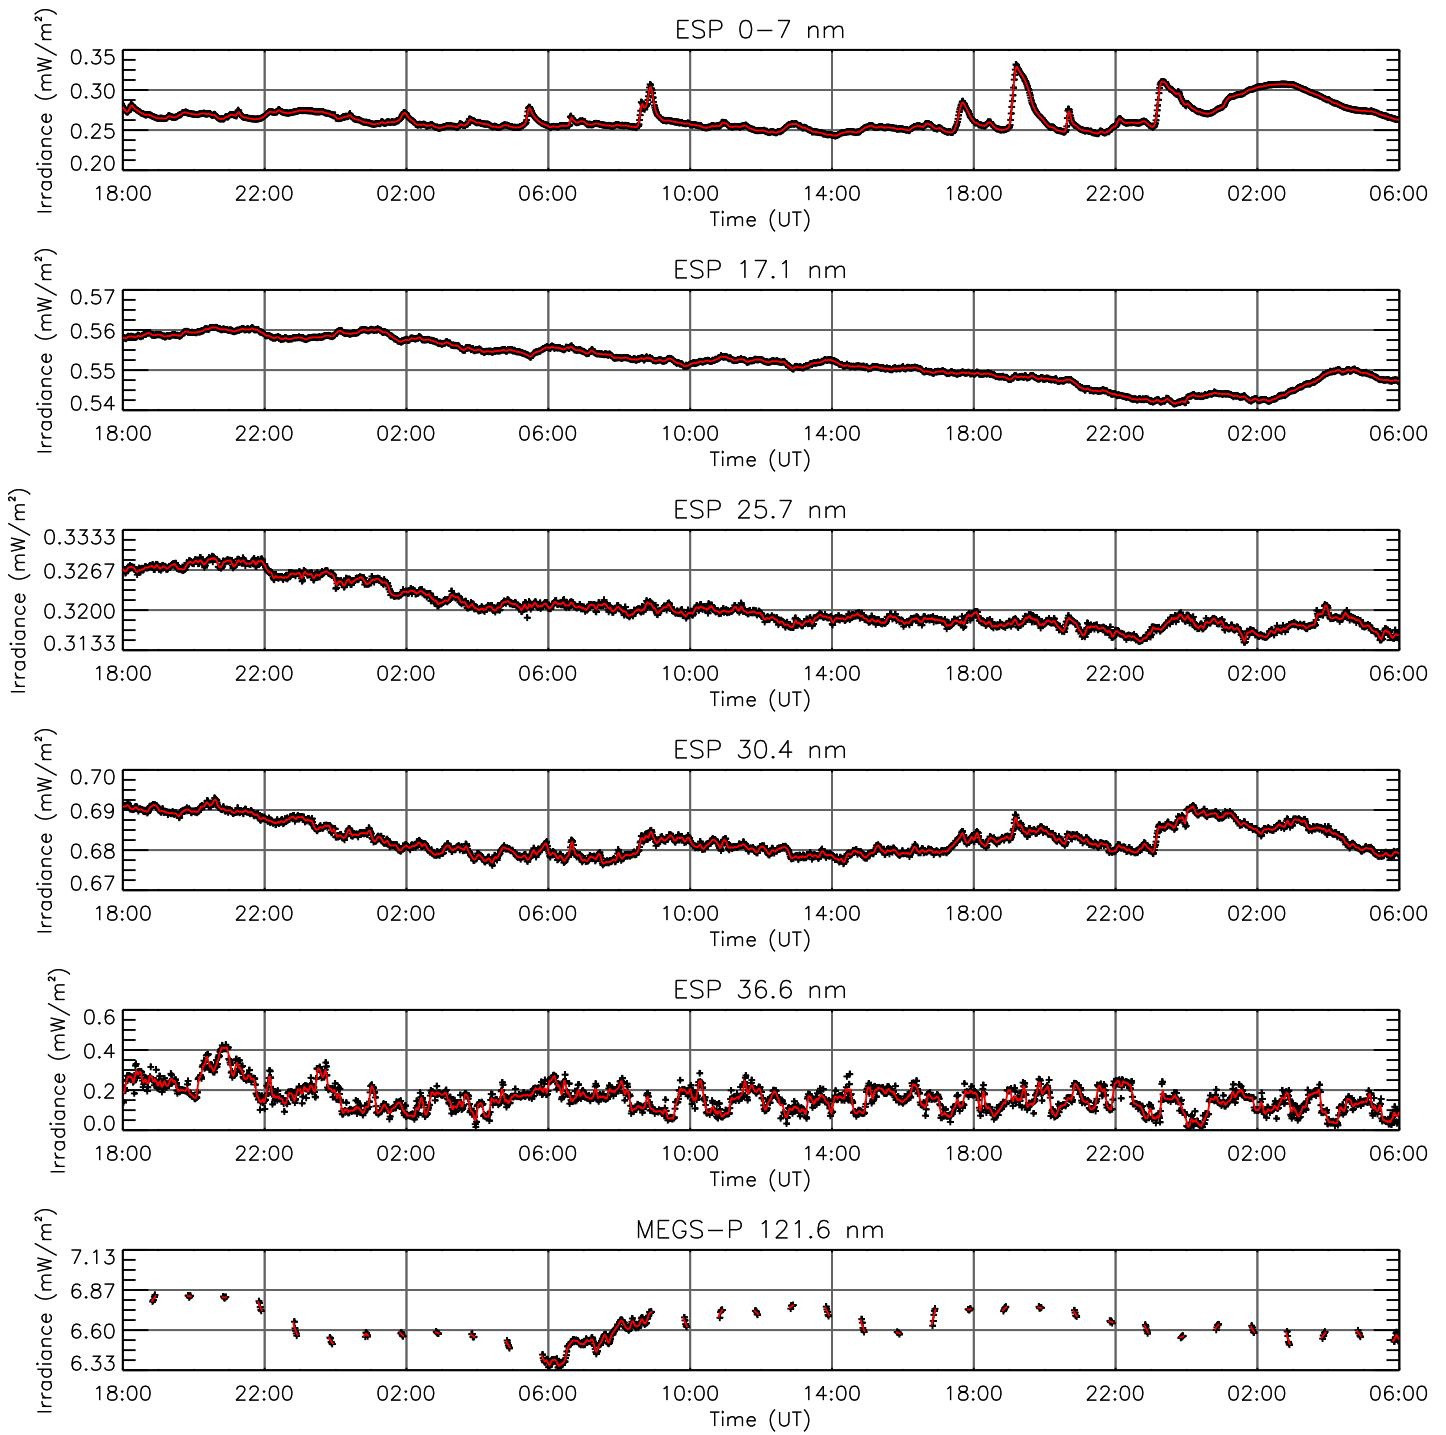 ESP 0−7 nm
Irradiance (mW/m²)
0.35
0.30
0.25
0.20
18:00 22:00 02:00 06:00 10:00 14:00 18:00 22:00 02:00 06:00
Time (UT)
ESP 17.1 nm
Irradiance (mW/m²)
0.57
0.56
0.55
0.54
18:00 22:00 02:00 06:00 10:00 14:00 18:00 22:00 02:00 06:00
Time (UT)
ESP 25.7 nm
Irradiance (mW/m²)
0.3333
0.3267
0.3200
0.3133
18:00 22:00 02:00 06:00 10:00 14:00 18:00 22:00 02:00 06:00
Time (UT)
ESP 30.4 nm
Irradiance (mW/m²)
0.70
0.69
0.68
0.67
18:00 22:00 02:00 06:00 10:00 14:00 18:00 22:00 02:00 06:00
Time (UT)
ESP 36.6 nm
Irradiance (mW/m²)
0.6
0.4
0.2
0.0
18:00 22:00 02:00 06:00 10:00 14:00 18:00 22:00 02:00 06:00
Time (UT)
MEGS−P 121.6 nm
Irradiance (mW/m²)
7.13
6.87
6.60
6.33
18:00 22:00 02:00 06:00 10:00 14:00 18:00 22:00 02:00 06:00
Time (UT)